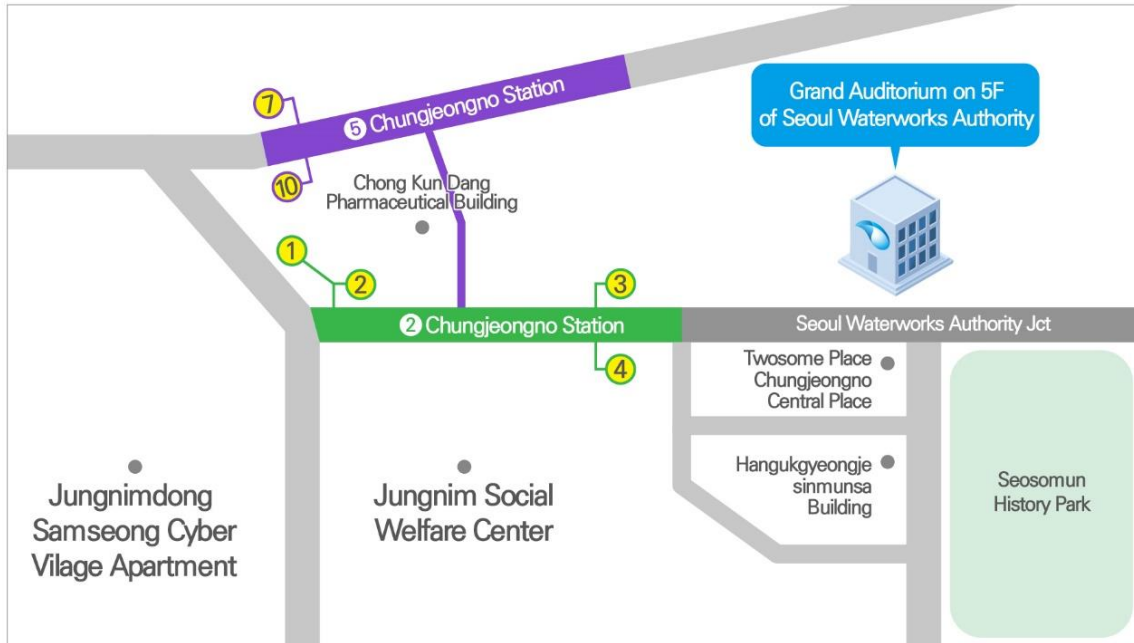 Grand Auditorium on 5F
of Seoul Waterworks Authority
7
5 Chungjeongno Station
10
Chong Kun Dang
Pharmaceutical Building
1
2
3
2 Chungjeongno Station
Seoul Waterworks Authority Jct
4
Twosome Place
Chungjeongno
Central Place
Hangukgyeongje
sinmunsa
Building
Jungnimdong
Samseong Cyber
Vilage Apartment
Jungnim Social
Welfare Center
Seosomun
History Park